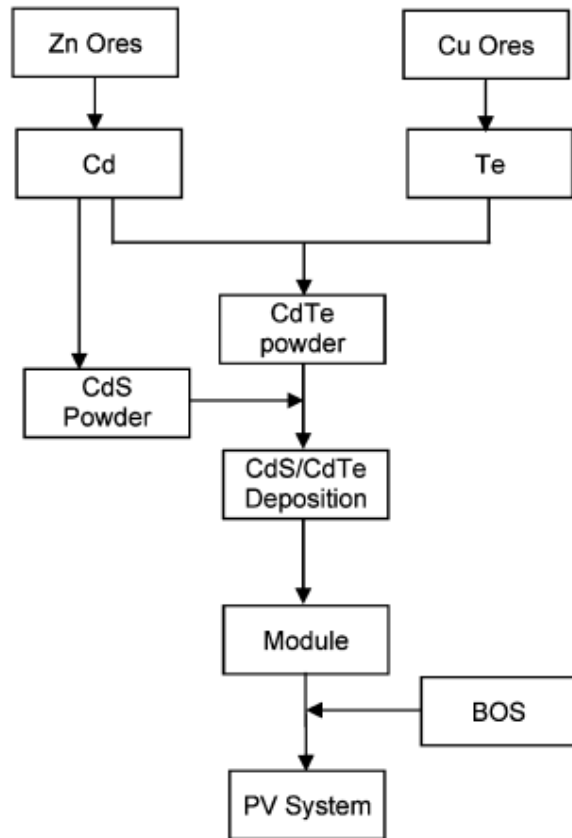 Zn Ores
Cu Ores
Cd
Te
CdTe
powder
CdS
Powder
CdS/CdTe
Deposition
Module
BOS
PV System